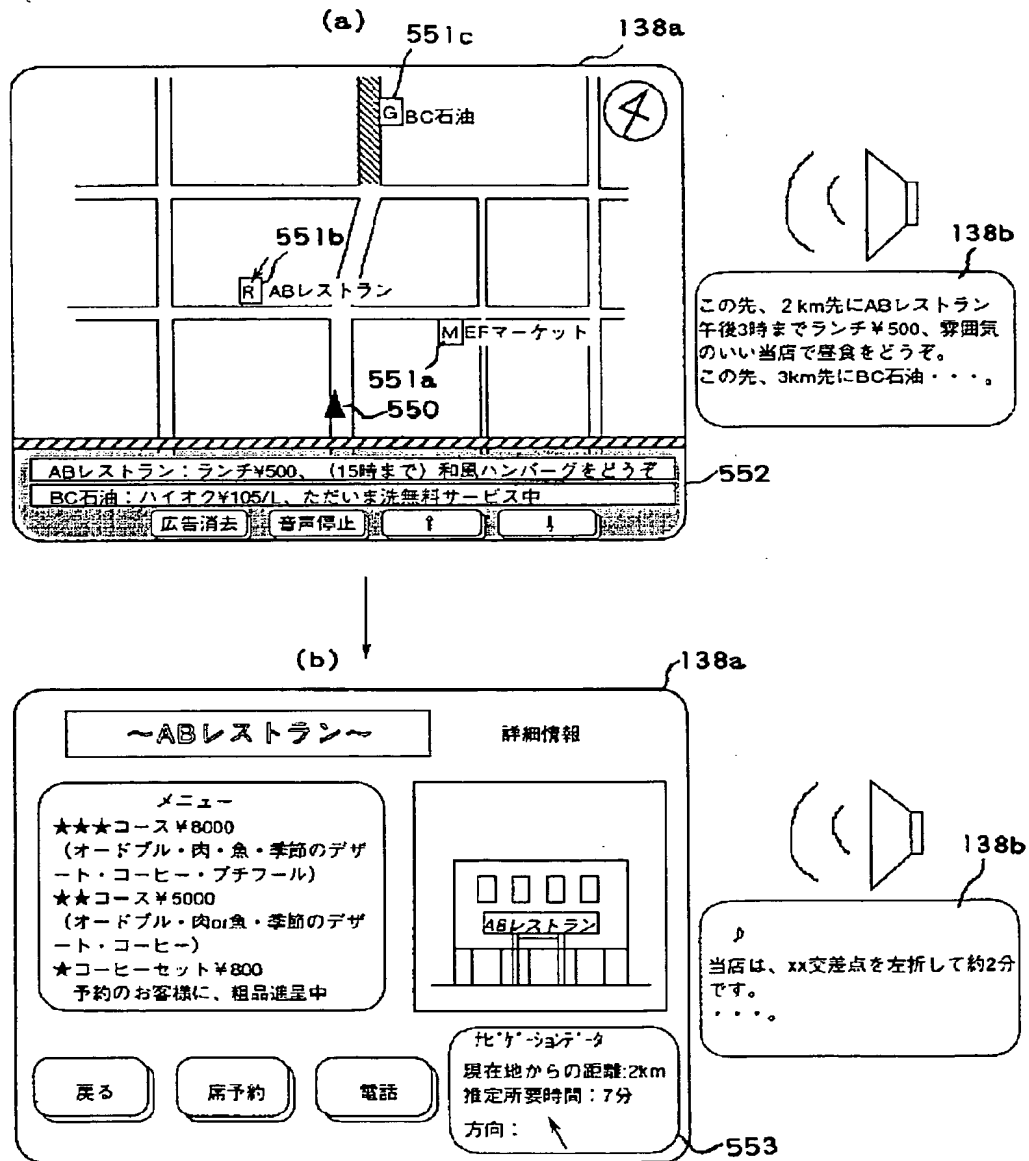 (a)
551c
138a
G BC石油
551b
R ABレストラン
138b
M EFマーケット
551a
550
この先、2km先にABレストラン
午後3時までランチ¥500、雰囲気
のいい当店で昼食をどうぞ。
この先、3km先にBC石油・・・。
ABレストラン：ランチ¥500、（15時まで）和風ハンバーグをどうぞ
552
BC石油：ハイオク¥105/L、ただいま洗無料サービス中
広告消去 音声停止 ↑ ↓
(b)
138a
～ABレストラン～ 詳細情報
メニュー
★★★コース¥8000
（オードブル・肉・魚・季節のデザ
ート・コーヒー・プチフール）
★★コース¥5000
（オードブル・肉or魚・季節のデザ
ート・コーヒー）
★コーヒーセット¥800
予約のお客様に、粗品進呈中
ABレストラン
138b
♪
当店は、xx交差点を左折して約2分
です。
・・・。
戻る 席予約 電話
ﾅﾋﾞｹﾞｰｼｮﾝﾃﾞｰﾀ
現在地からの距離:2km
推定所要時間：7分
方向：
553